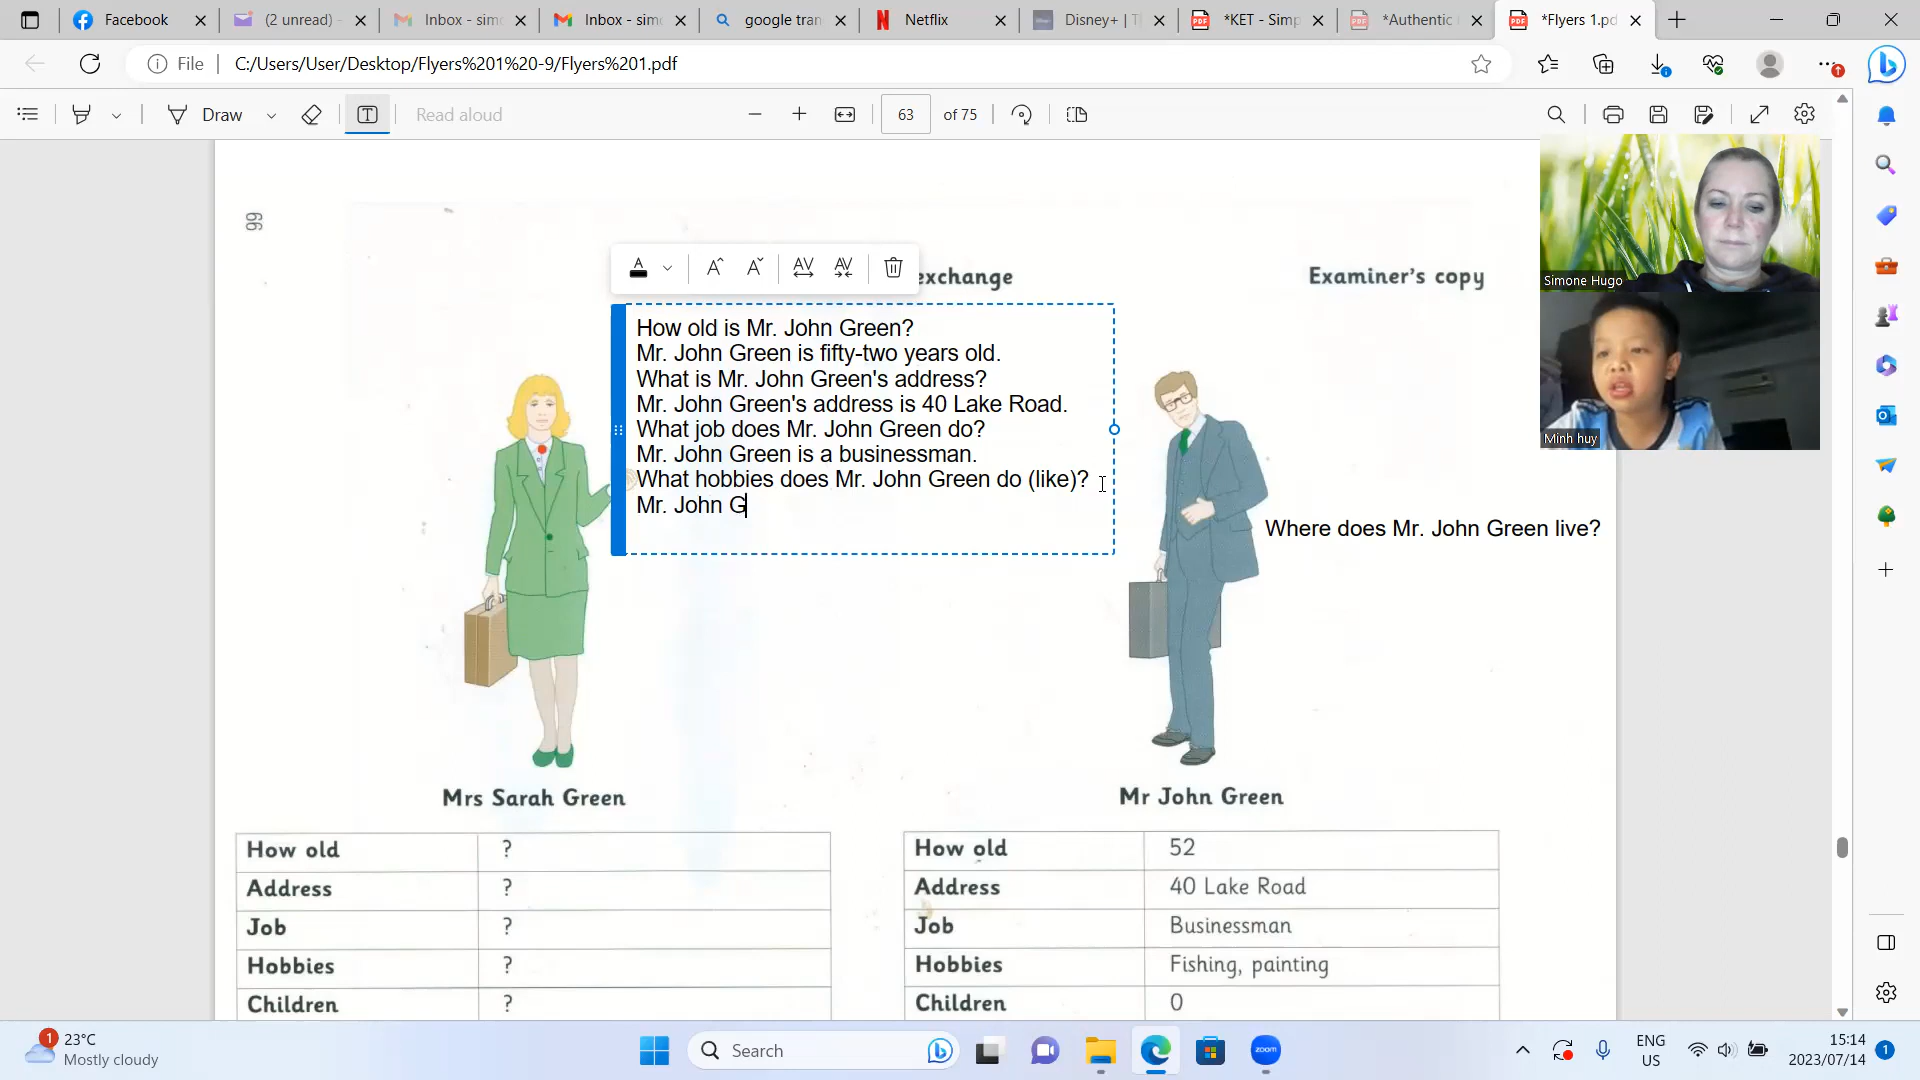 Facebook
(2 unread) -
Inbox - simo
Inbox - simo
google tran
Netflix
Disney+ | T
*KET - Simp
*Authentic
*Flyers 1.pd
File
C:/Users/User/Desktop/Flyers%201%20-9/Flyers%201.pdf
Draw
Read aloud
63
of 75
66
exchange
Examiner's copy
How old is Mr. John Green?
Mr. John Green is fifty-two years old.
What is Mr. John Green's address?
Mr. John Green's address is 40 Lake Road.
What job does Mr. John Green do?
Mr. John Green is a businessman.
What hobbies does Mr. John Green do (like)?
Mr. John G
Where does Mr. John Green live?
Simone Hugo
Minh huy
Mrs Sarah Green
How old ?
Address ?
Job ?
Hobbies ?
Children ?
Mr John Green
How old 52
Address 40 Lake Road
Job Businessman
Hobbies Fishing, painting
Children 0
1
23°C
Mostly cloudy
Search
zoom
ENG
US
15:14
2023/07/14
1